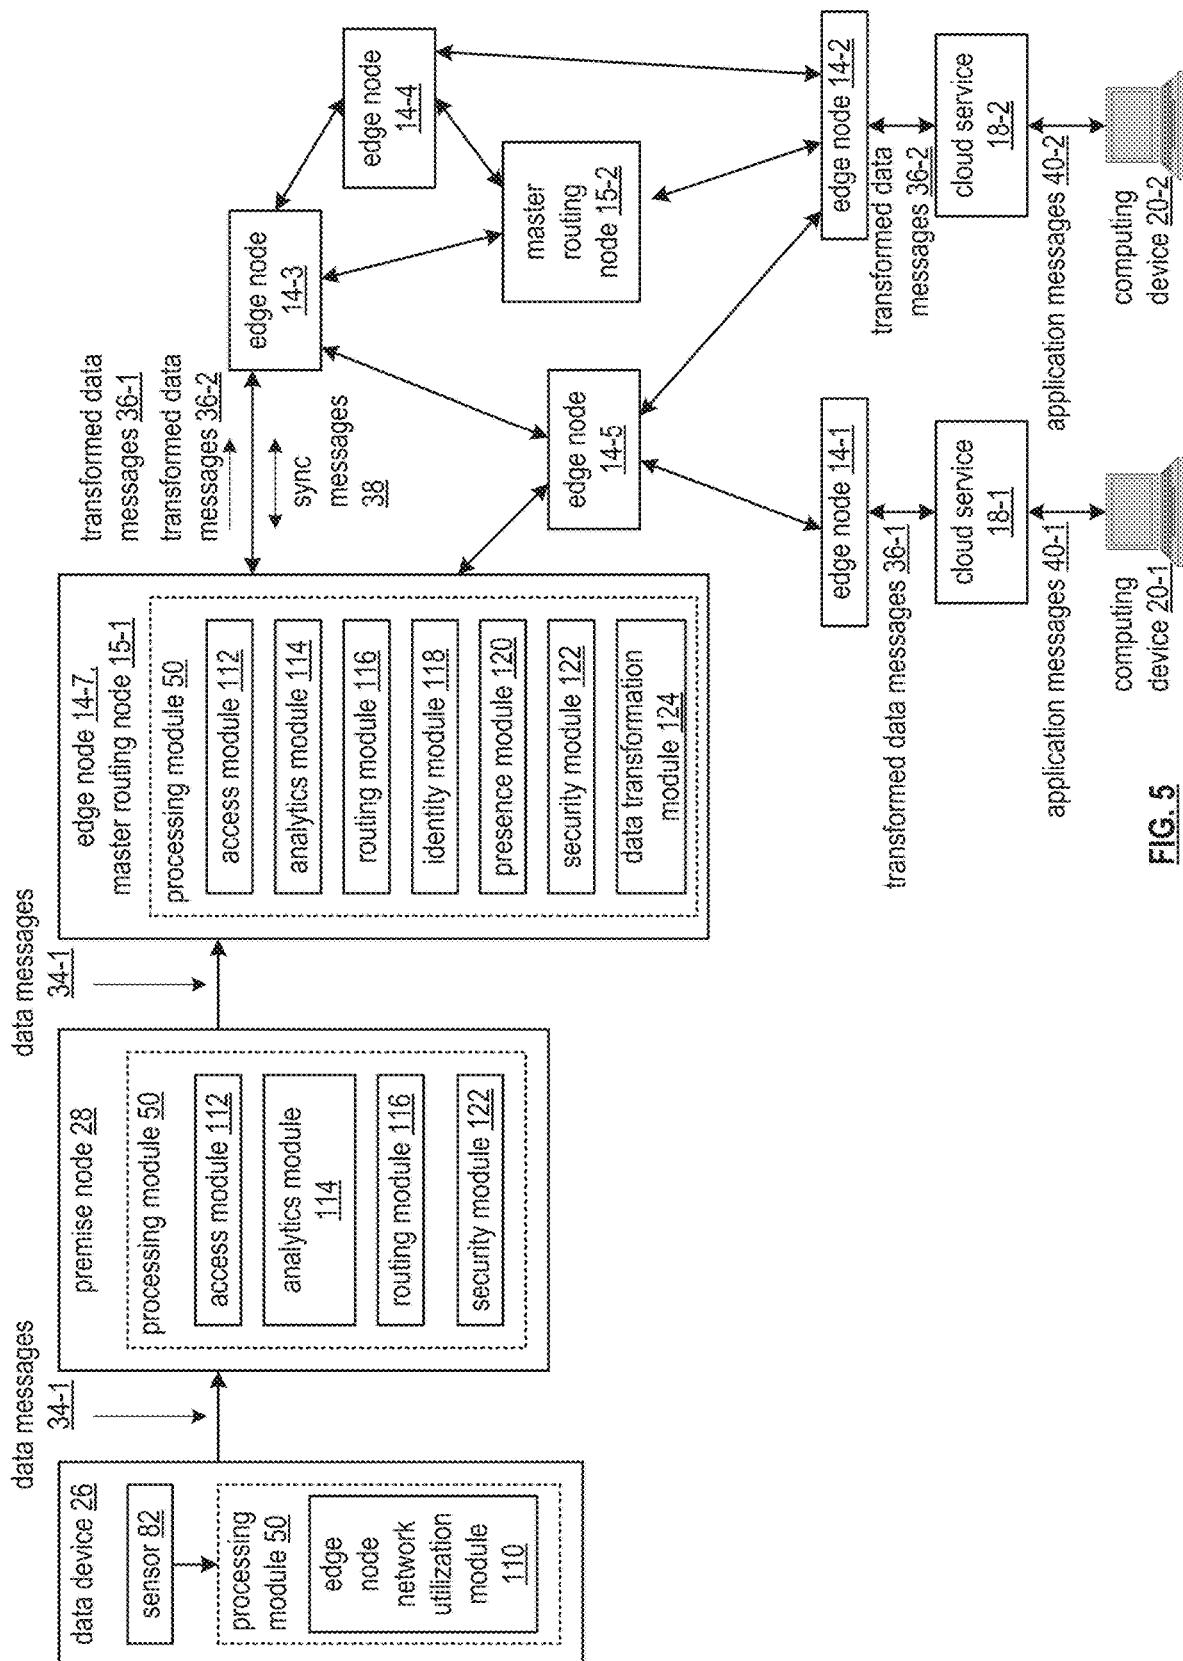 data device 26
sensor 82
processing
module 50
edge
node
network
utilization
module
110
data messages
34-1
premise node 28
processing module 50
access module 112
analytics module
114
routing module 116
security module 122
data messages
34-1
edge node 14-7,
master routing node 15-1
processing module 50
access module 112
analytics module 114
routing module 116
identity module 118
presence module 120
security module 122
data transformation
module 124
transformed data
messages 36-1
transformed data
messages 36-2
sync
messages
38
edge node
14-3
edge node
14-4
master
routing
node 15-2
edge node
14-5
edge node 14-1
transformed data messages 36-1
cloud service
18-1
application messages 40-1
computing
device 20-1
edge node 14-2
transformed data
messages 36-2
cloud service
18-2
application messages 40-2
computing
device 20-2
FIG. 5